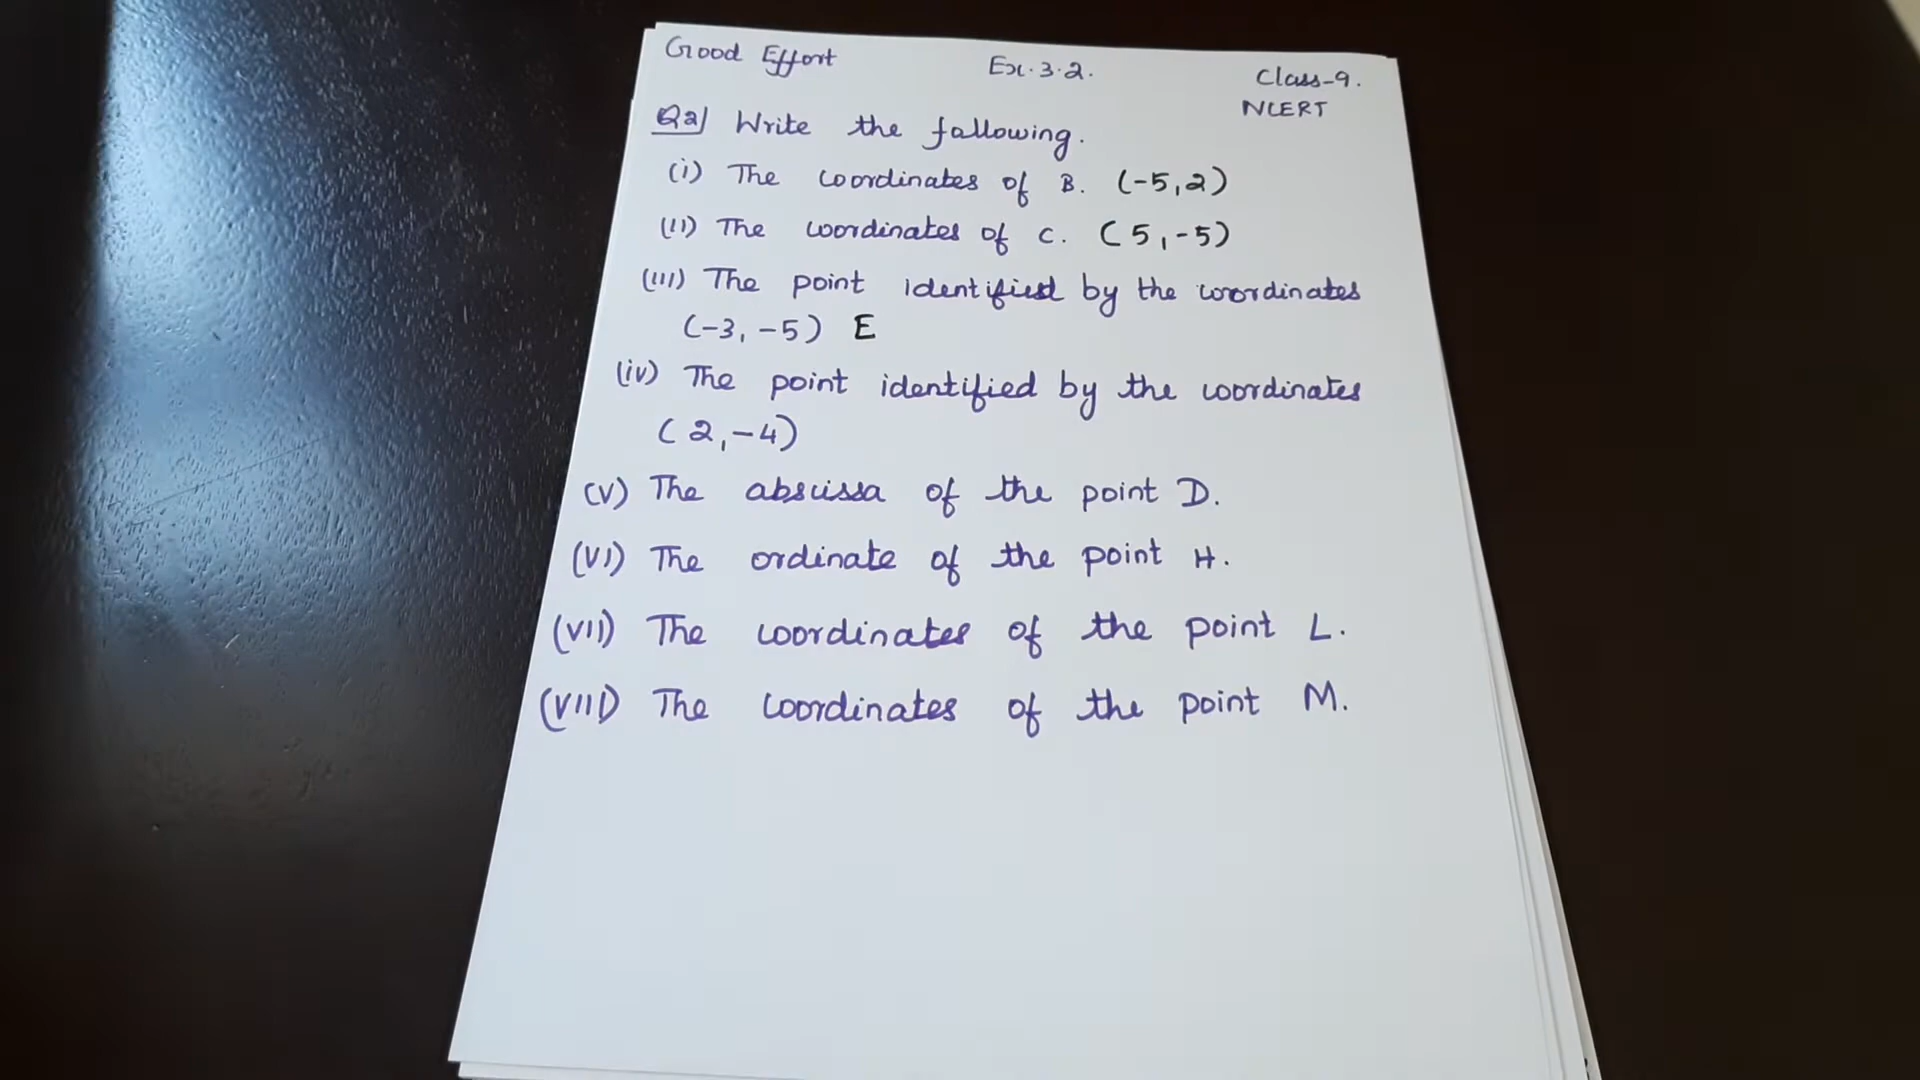 Good Effort Ex.3.2. Class-9.
NCERT
Q2) Write the following.
(i) The coordinates of B. (-5,2)
(ii) The coordinates of C. (5,-5)
(iii) The point identified by the coordinates
(-3, -5) E
(iv) The point identified by the coordinates
(2,-4)
(V) The abscissa of the point D.
(VI) The ordinate of the point H.
(VII) The coordinates of the point L.
(VIII) The coordinates of the point M.